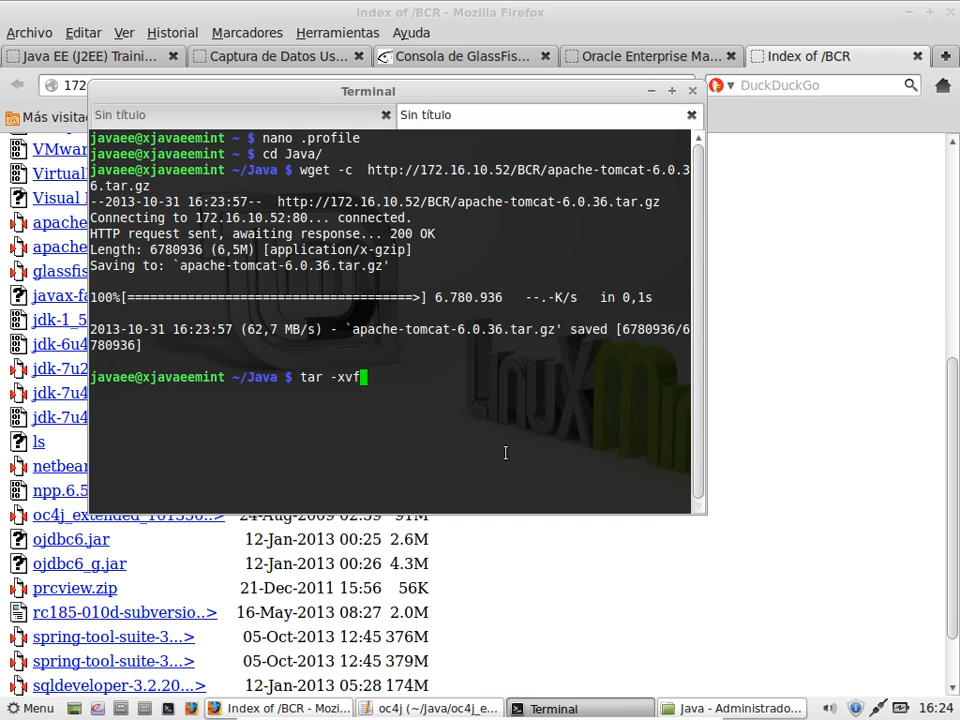 Index of /BCR - Mozilla Firefox
Archivo Editar Ver Historial Marcadores Herramientas Ayuda
Java EE (J2EE) Traini... Captura de Datos Us... Consola de GlassFis... Oracle Enterprise Ma... Index of /BCR
172
DuckDuckGo
Más visita
Terminal
Sin título
Sin título
javaee@xjavaeemint ~ $ nano .profile
javaee@xjavaeemint ~ $ cd Java/
javaee@xjavaeemint ~/Java $ wget -c  http://172.16.10.52/BCR/apache-tomcat-6.0.3
6.tar.gz
--2013-10-31 16:23:57--  http://172.16.10.52/BCR/apache-tomcat-6.0.36.tar.gz
Connecting to 172.16.10.52:80... connected.
HTTP request sent, awaiting response... 200 OK
Length: 6780936 (6,5M) [application/x-gzip]
Saving to: `apache-tomcat-6.0.36.tar.gz'
100%[======================================>] 6.780.936   --.-K/s   in 0,1s
2013-10-31 16:23:57 (62,7 MB/s) - `apache-tomcat-6.0.36.tar.gz' saved [6780936/6
780936]
javaee@xjavaeemint ~/Java $ tar -xvf
VMwar
Virtual
Visual
apache
apache
glassfis
javax-fa
jdk-1_5
jdk-6u4
jdk-7u2
jdk-7u4
jdk-7u4
ls
netbear
npp.6.5
oc4j_extended_101350..> 24-Aug-2009 02:59 91M
ojdbc6.jar 12-Jan-2013 00:25 2.6M
ojdbc6_g.jar 12-Jan-2013 00:26 4.3M
prcview.zip 21-Dec-2011 15:56 56K
rc185-010d-subversio..> 16-May-2013 08:27 2.0M
spring-tool-suite-3...> 05-Oct-2013 12:45 376M
spring-tool-suite-3...> 05-Oct-2013 12:45 379M
sqldeveloper-3.2.20...> 12-Jan-2013 05:28 174M
Menu Index of /BCR - Mozi... oc4j (~/Java/oc4j_e... Terminal Java - Administrado... 16:24